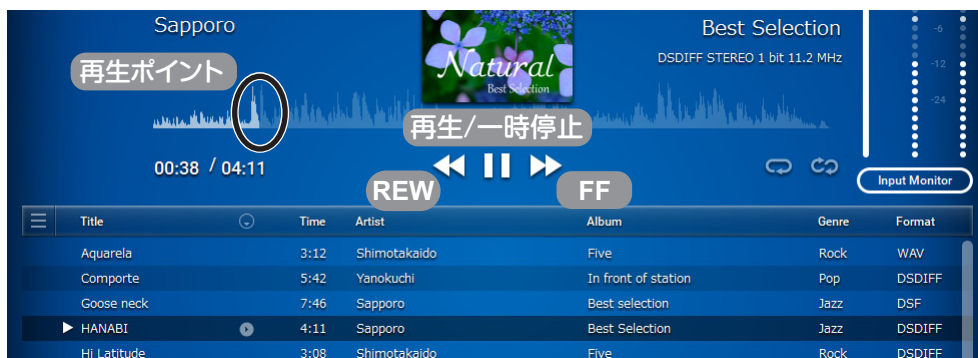 Sapporo
Best Selection
DSDIFF STEREO 1 bit 11.2 MHz
再生ポイント
Natural
Best Selection
-6
-12
-24
再生/一時停止
00:38 / 04:11
REW
FF
Input Monitor
Title Time Artist Album Genre Format
Aquarela 3:12 Shimotakaido Five Rock WAV
Comporte 5:42 Yanokuchi In front of station Pop DSDIFF
Goose neck 7:46 Sapporo Best selection Jazz DSF
HANABI 4:11 Sapporo Best Selection Jazz DSDIFF
Hi Latitude 3:08 Shimotakaido Five Rock DSDIFF